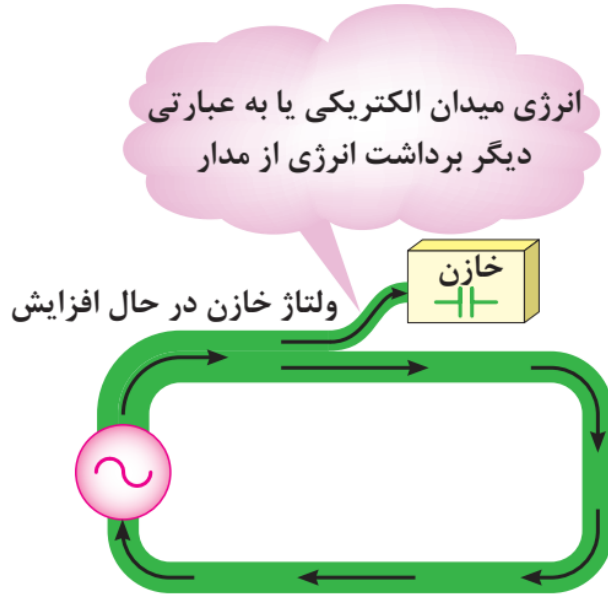 انرژی میدان الکتریکی یا به عبارتی
دیگر برداشت انرژی از مدار
خازن
ولتاژ خازن در حال افزایش